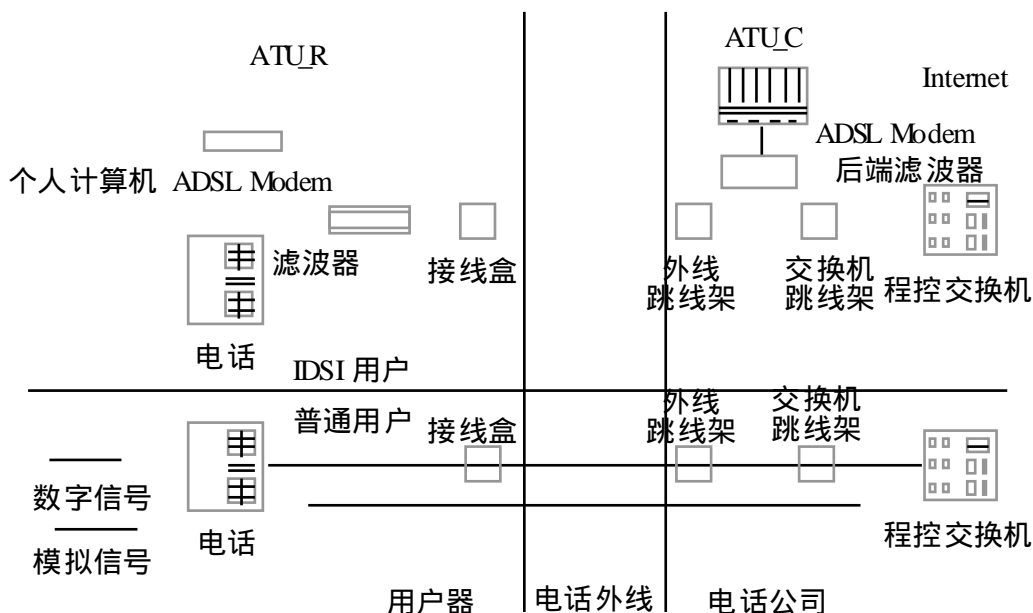 ATU_C
ATU_R
Internet
ADSL Modem
个人计算机 ADSL Modem
后端滤波器
滤波器
接线盒
外线
跳线架
交换机
跳线架
程控交换机
电话
IDSI 用户
普通用户
接线盒
外线
跳线架
交换机
跳线架
数字信号
电话
程控交换机
模拟信号
用户器
电话外线
电话公司